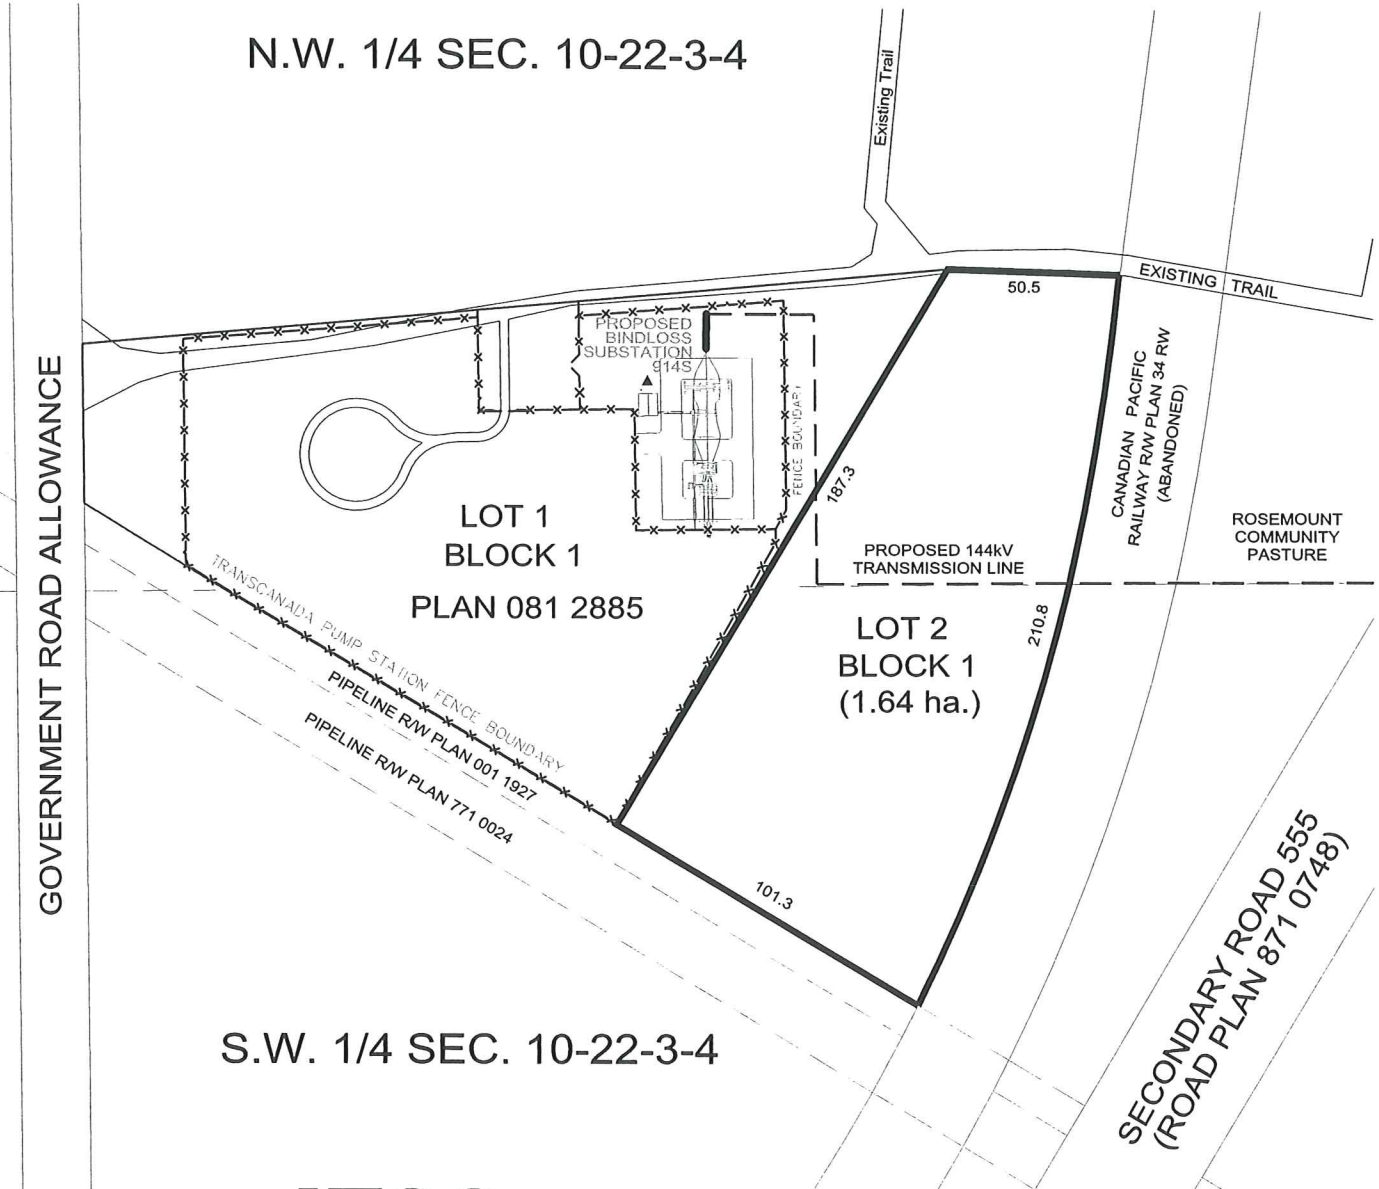 N.W. 1/4 SEC. 10-22-3-4
Existing Trail
EXISTING TRAIL
50.5
PROPOSED
BINDLOSS
SUBSTATION
914S
FENCE BOUNDARY
CANADIAN PACIFIC
RAILWAY R/W PLAN 34 RW
(ABANDONED)
GOVERNMENT ROAD ALLOWANCE
187.3
LOT 1
BLOCK 1
PLAN 081 2885
PROPOSED 144kV
TRANSMISSION LINE
ROSEMOUNT
COMMUNITY
PASTURE
210.8
LOT 2
BLOCK 1
(1.64 ha.)
TRANSCANADA PUMP STATION FENCE BOUNDARY
PIPELINE R/W PLAN 001 1927
PIPELINE R/W PLAN 771 0024
101.3
SECONDARY ROAD 555
(ROAD PLAN 871 0748)
S.W. 1/4 SEC. 10-22-3-4